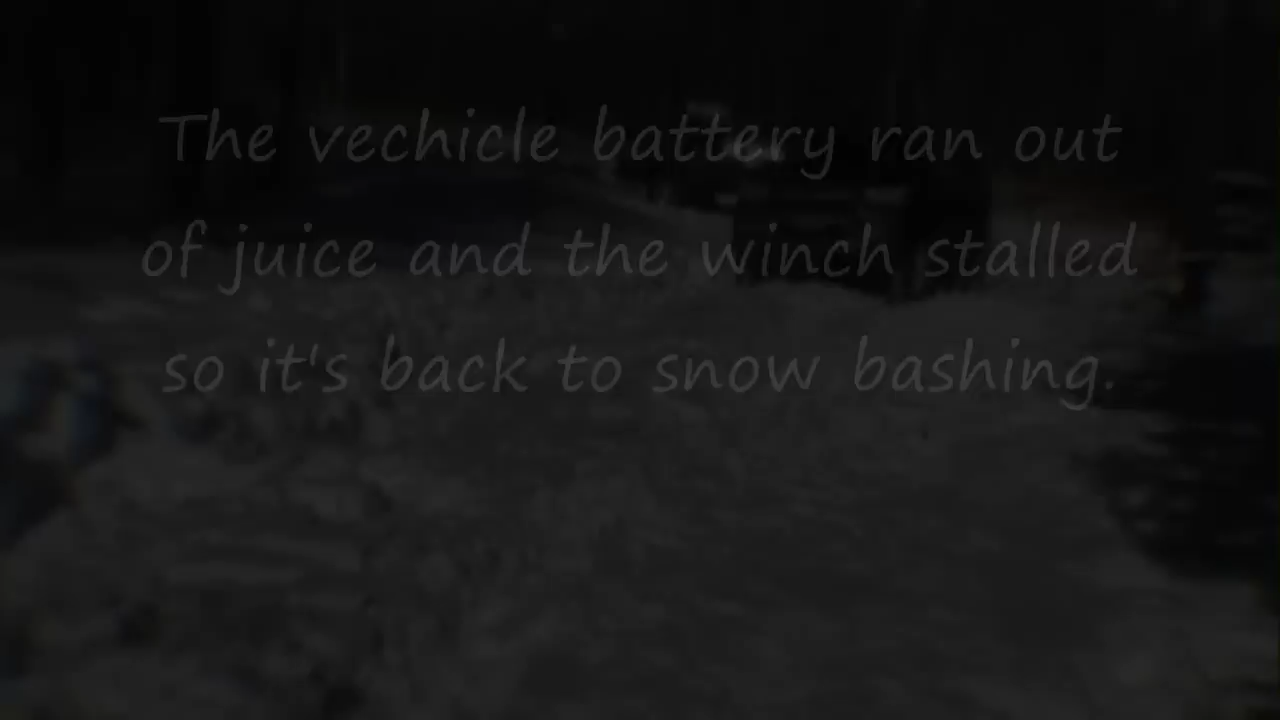 The vechicle battery ran out
of juice and the winch stalled
so it's back to snow bashing.